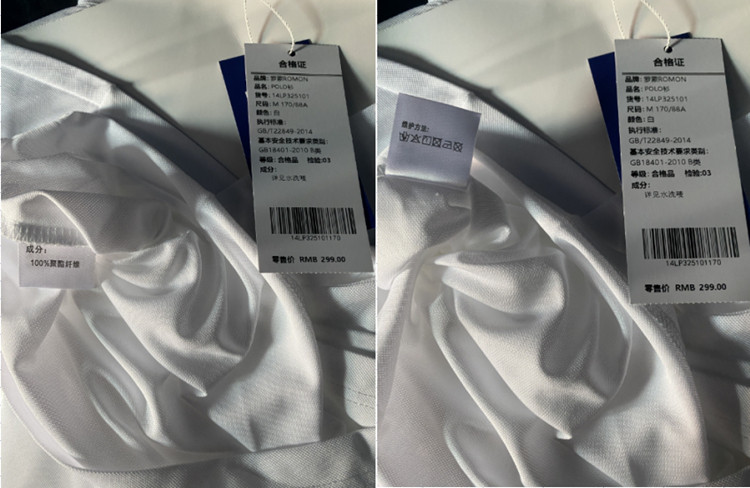 合格证
品牌: 罗蒙ROMON
品名: POLO衫
货号: 14LP325101
尺码: M 170/88A
颜色: 白
执行标准:
GB/T22849-2014
基本安全技术要求类别:
GB18401-2010 B类
等级: 合格品 检验:03
成分:
详见水洗唛
14LP325101170
零售价 RMB 299.00
成分:
100%聚酯纤维
合格证
品牌: 罗蒙ROMON
品名: POLO衫
货号: 14LP325101
尺码: M 170/88A
颜色: 白
执行标准:
GB/T22849-2014
基本安全技术要求类别:
GB18401-2010 B类
等级: 合格品 检验:03
成分:
详见水洗唛
14LP325101170
零售价 RMB 299.00
维护方法: